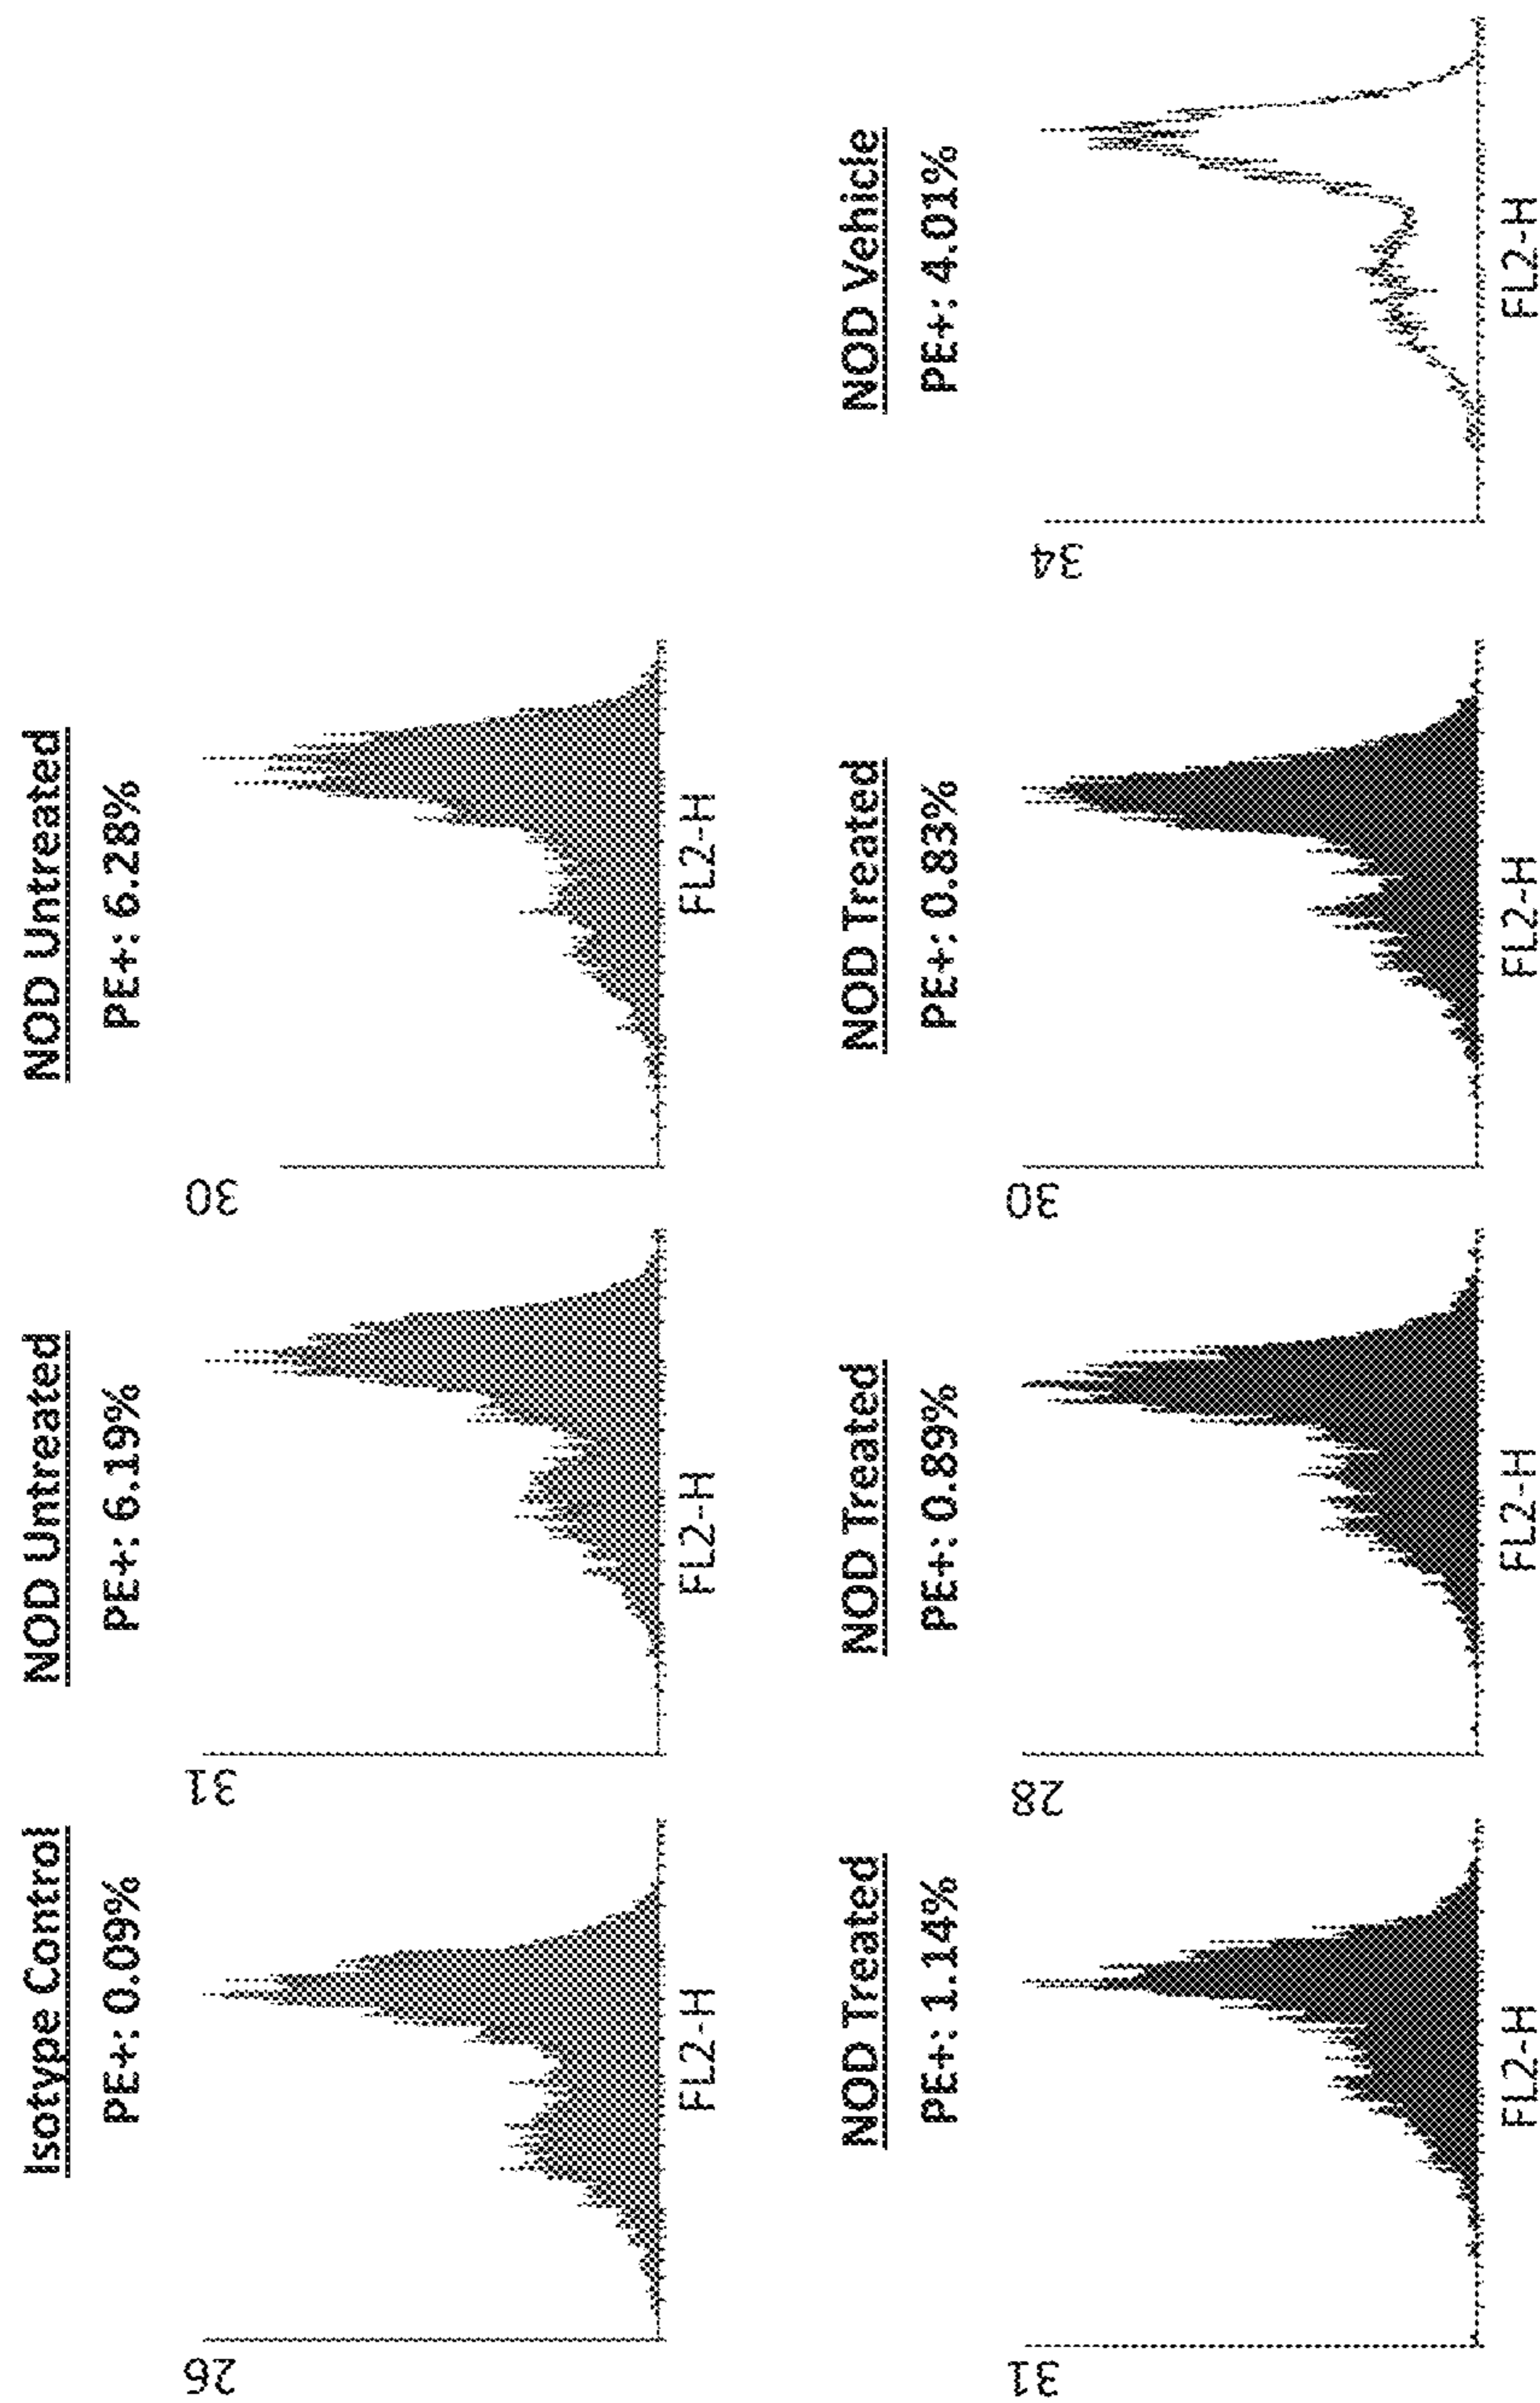 Isotype Control
PE+: 0.09%
26
FL2-H
NOD Untreated
PE+: 6.19%
31
FL2-H
NOD Untreated
PE+: 6.28%
30
FL2-H
NOD Treated
PE+: 1.14%
31
FL2-H
NOD Treated
PE+: 0.89%
28
FL2-H
NOD Treated
PE+: 0.83%
30
FL2-H
NOD Vehicle
PE+: 4.01%
34
FL2-H